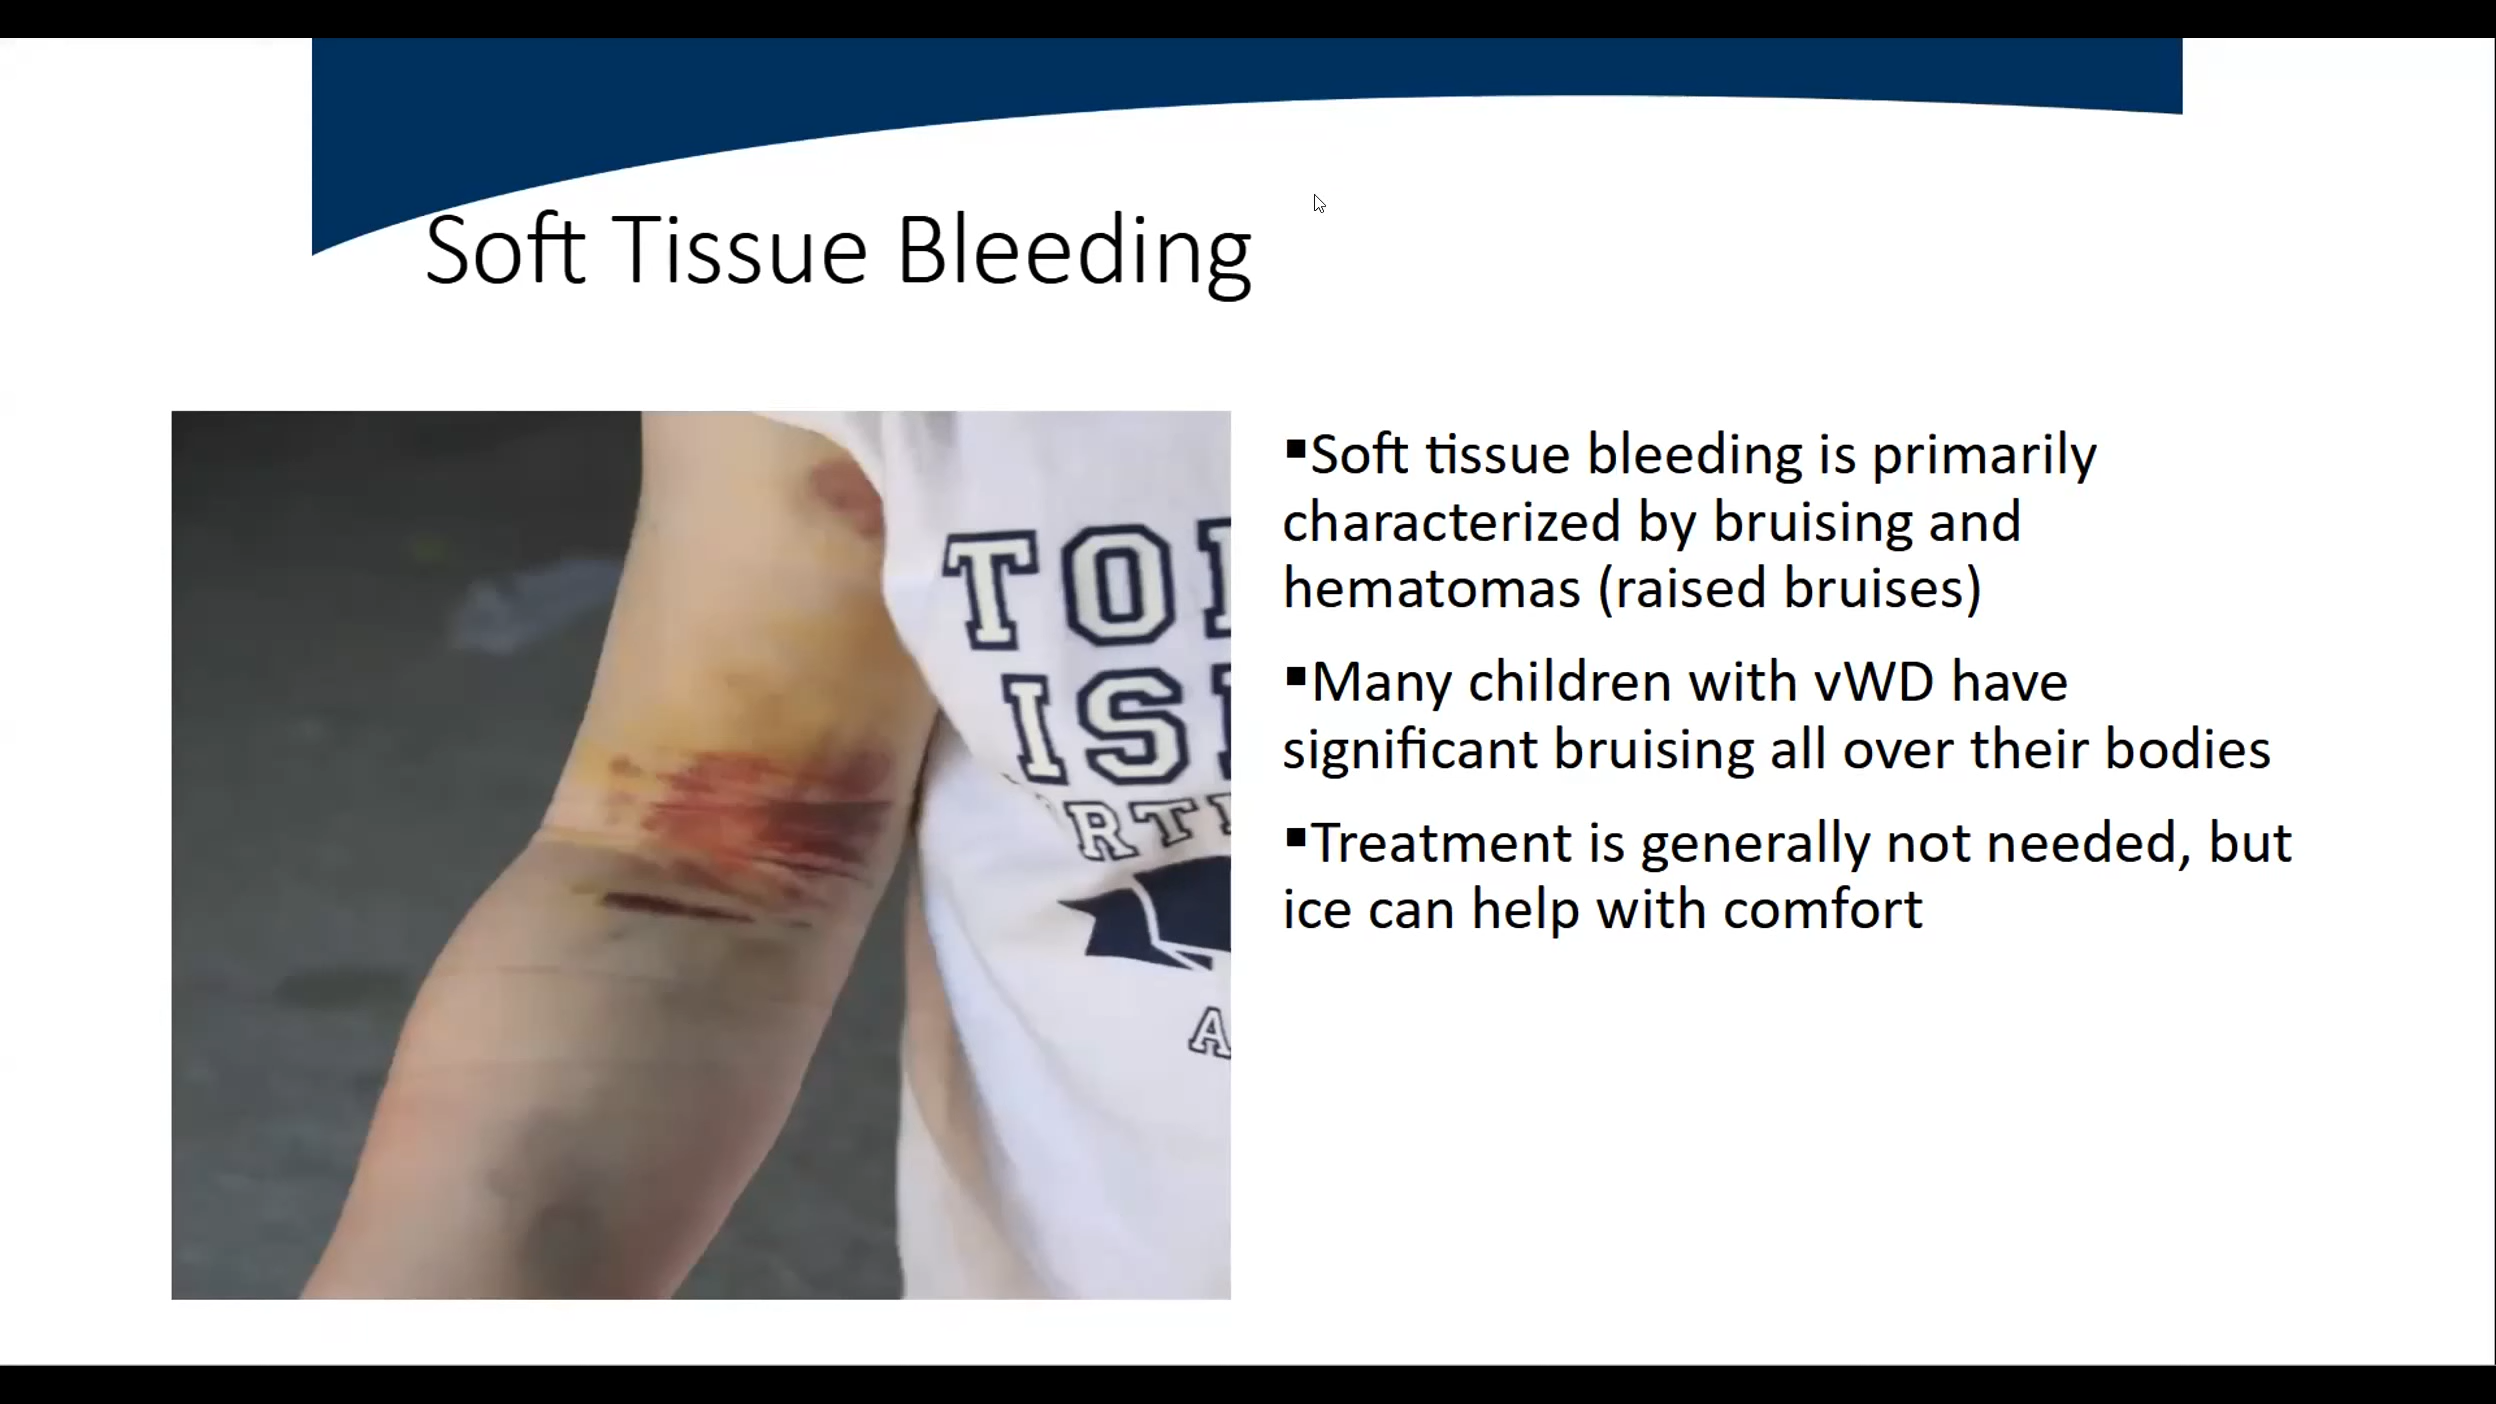 Soft Tissue Bleeding
▪Soft tissue bleeding is primarily
characterized by bruising and
hematomas (raised bruises)
▪Many children with vWD have
significant bruising all over their bodies
▪Treatment is generally not needed, but
ice can help with comfort